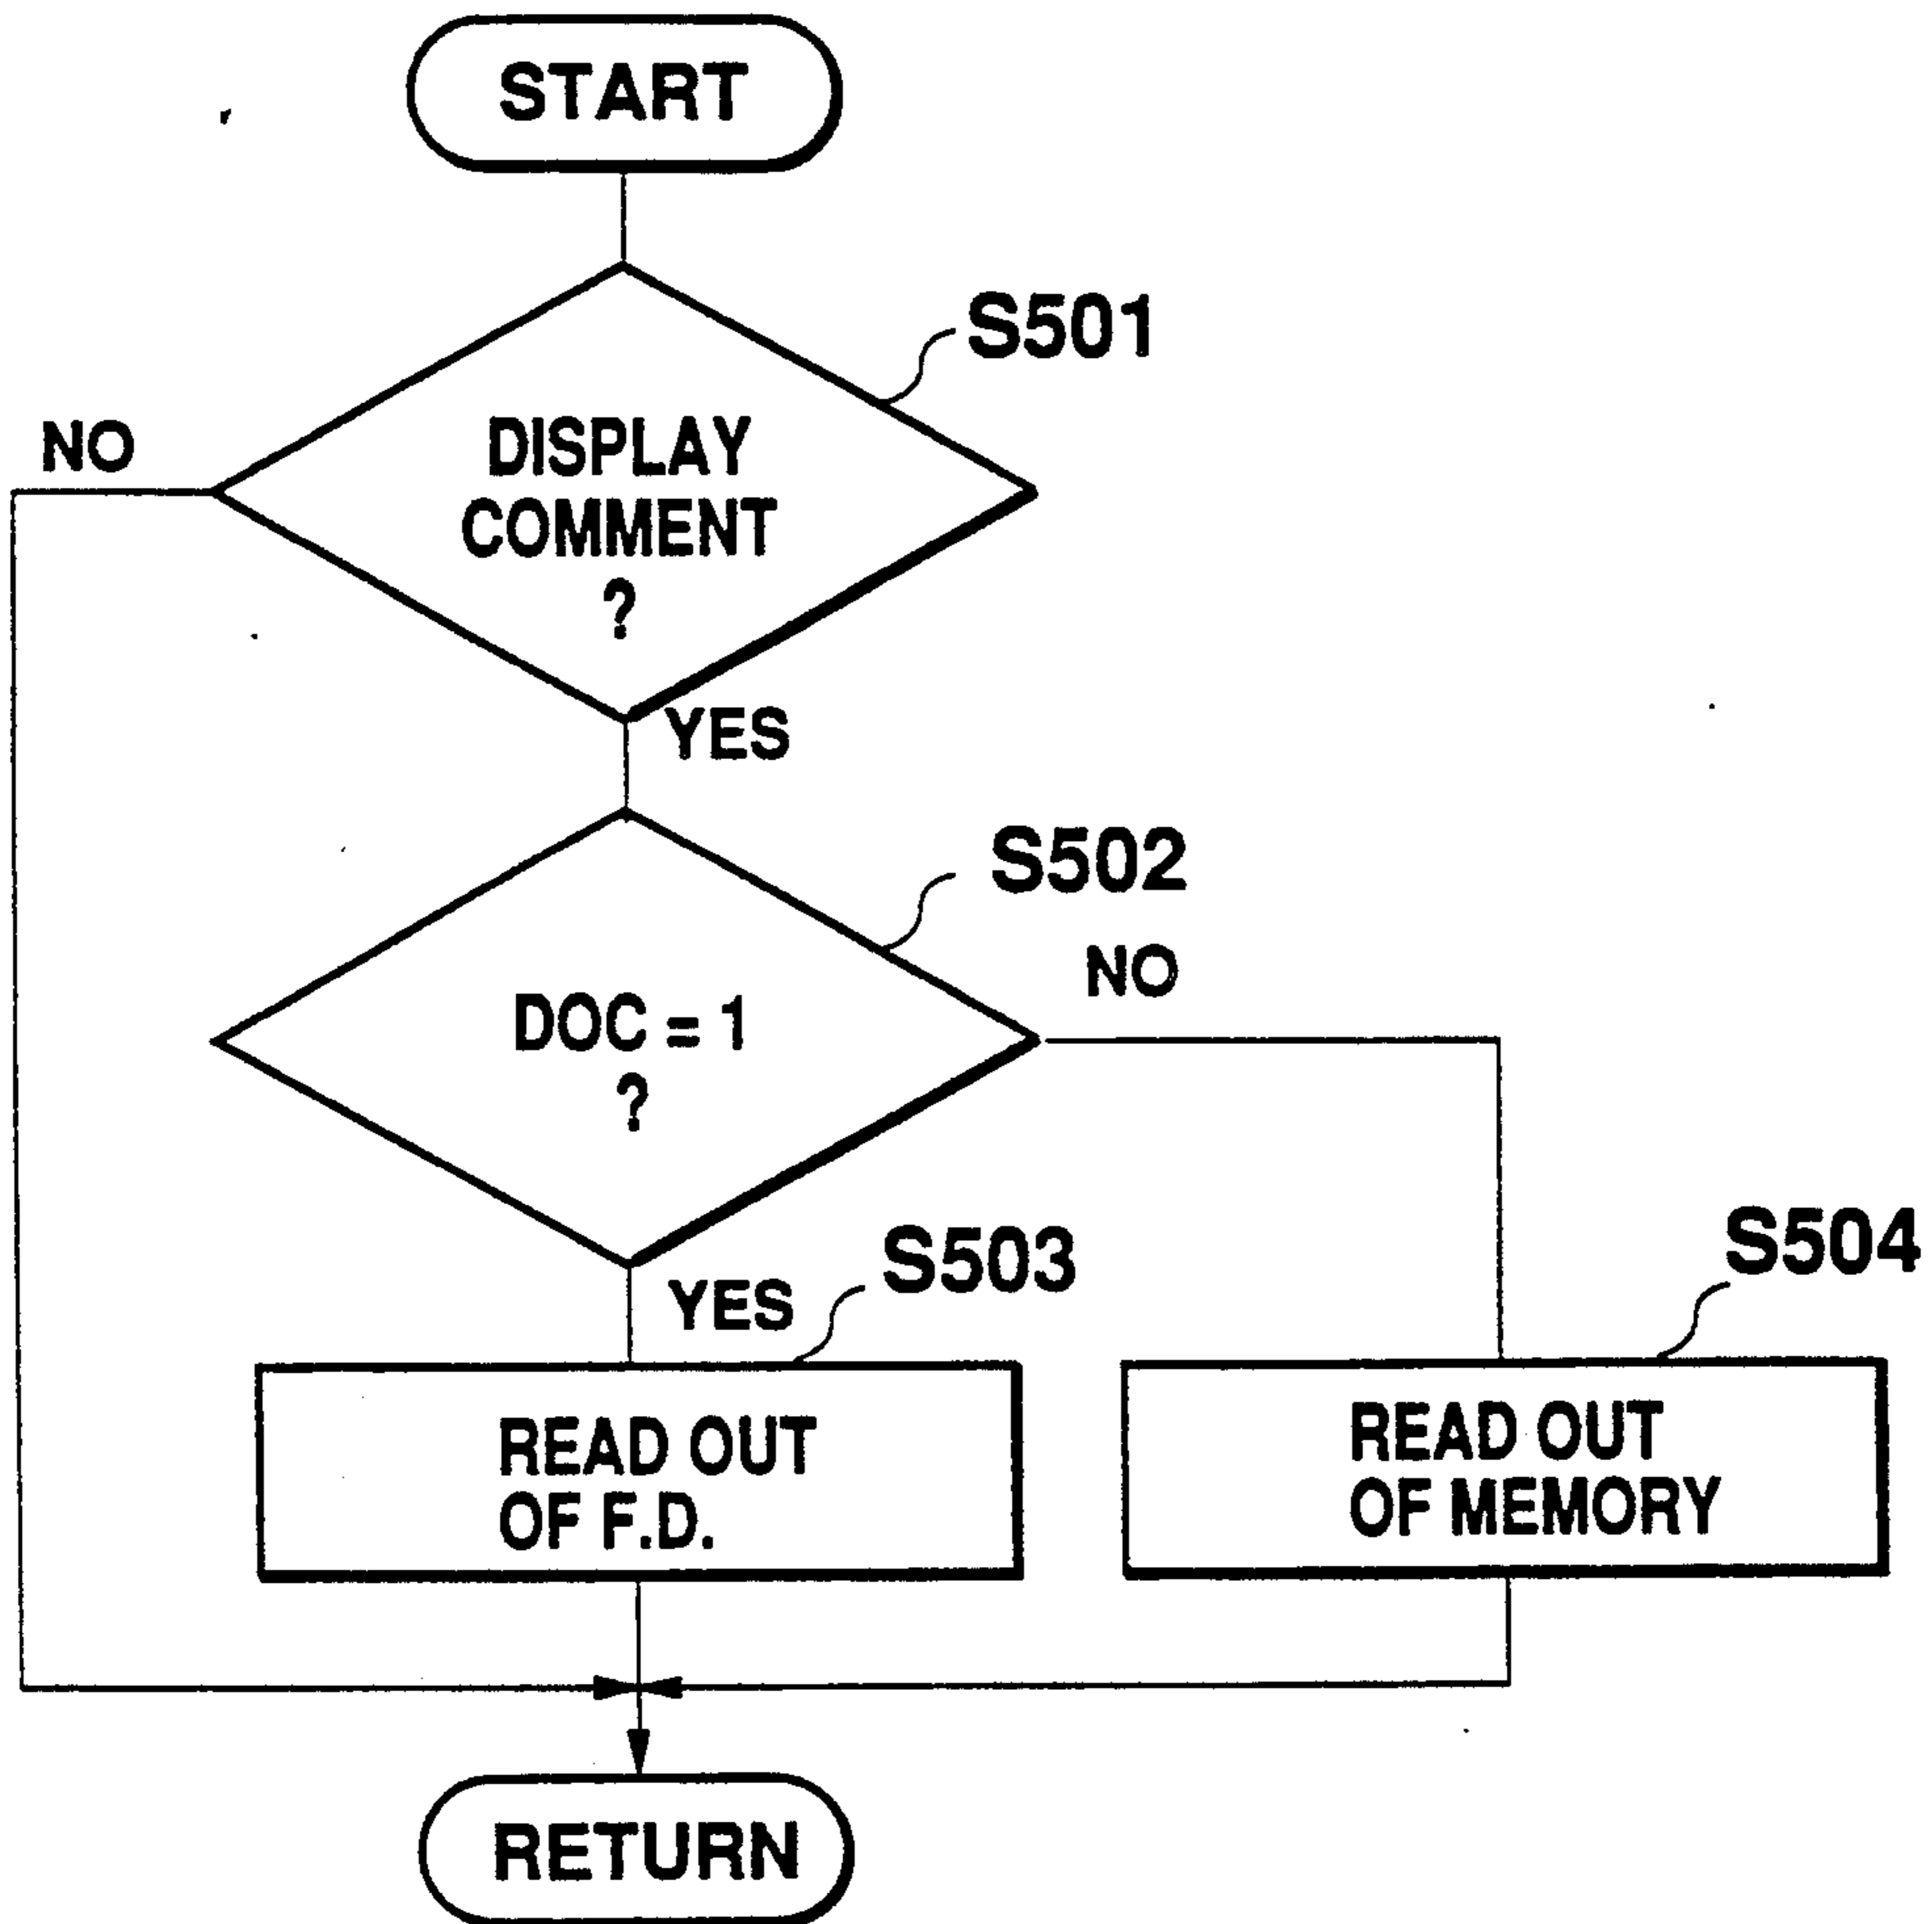 START
S501
NO
DISPLAY
COMMENT
?
YES
S502
NO
DOC = 1
?
S503
S504
YES
READ OUT
OF F.D.
READ OUT
OF MEMORY
RETURN